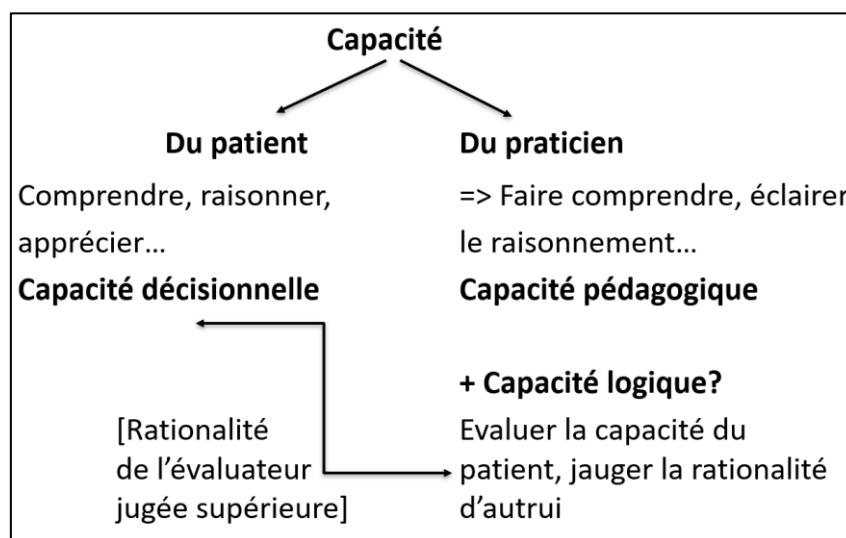 Capacité
Du patient
Comprendre, raisonner,
apprécier...
Capacité décisionnelle
Du praticien
=> Faire comprendre, éclairer
le raisonnement...
Capacité pédagogique
+ Capacité logique?
Evaluer la capacité du
patient, jauger la rationalité
d'autrui
[Rationalité
de l'évaluateur
jugée supérieure]